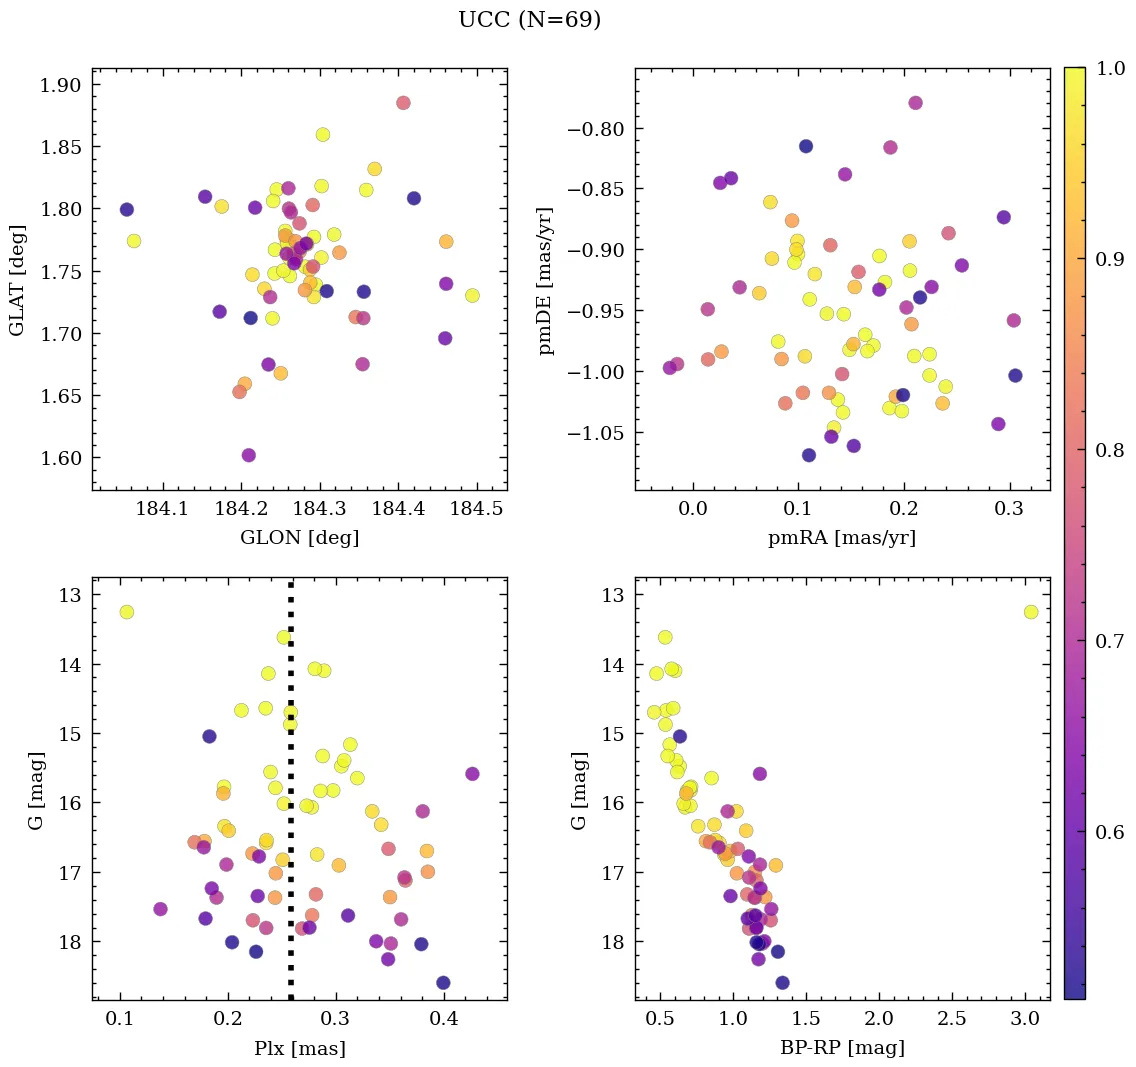 UCC (N=69)
1.90
1.85
1.80
1.75
1.70
1.65
1.60
GLAT [deg]
184.1 184.2 184.3 184.4 184.5
GLON [deg]
−0.80
−0.85
−0.90
−0.95
−1.00
−1.05
pmDE [mas/yr]
0.0 0.1 0.2 0.3
pmRA [mas/yr]
13
14
15
16
17
18
G [mag]
0.1 0.2 0.3 0.4
Plx [mas]
13
14
15
16
17
18
G [mag]
0.5 1.0 1.5 2.0 2.5 3.0
BP-RP [mag]
1.0
0.9
0.8
0.7
0.6